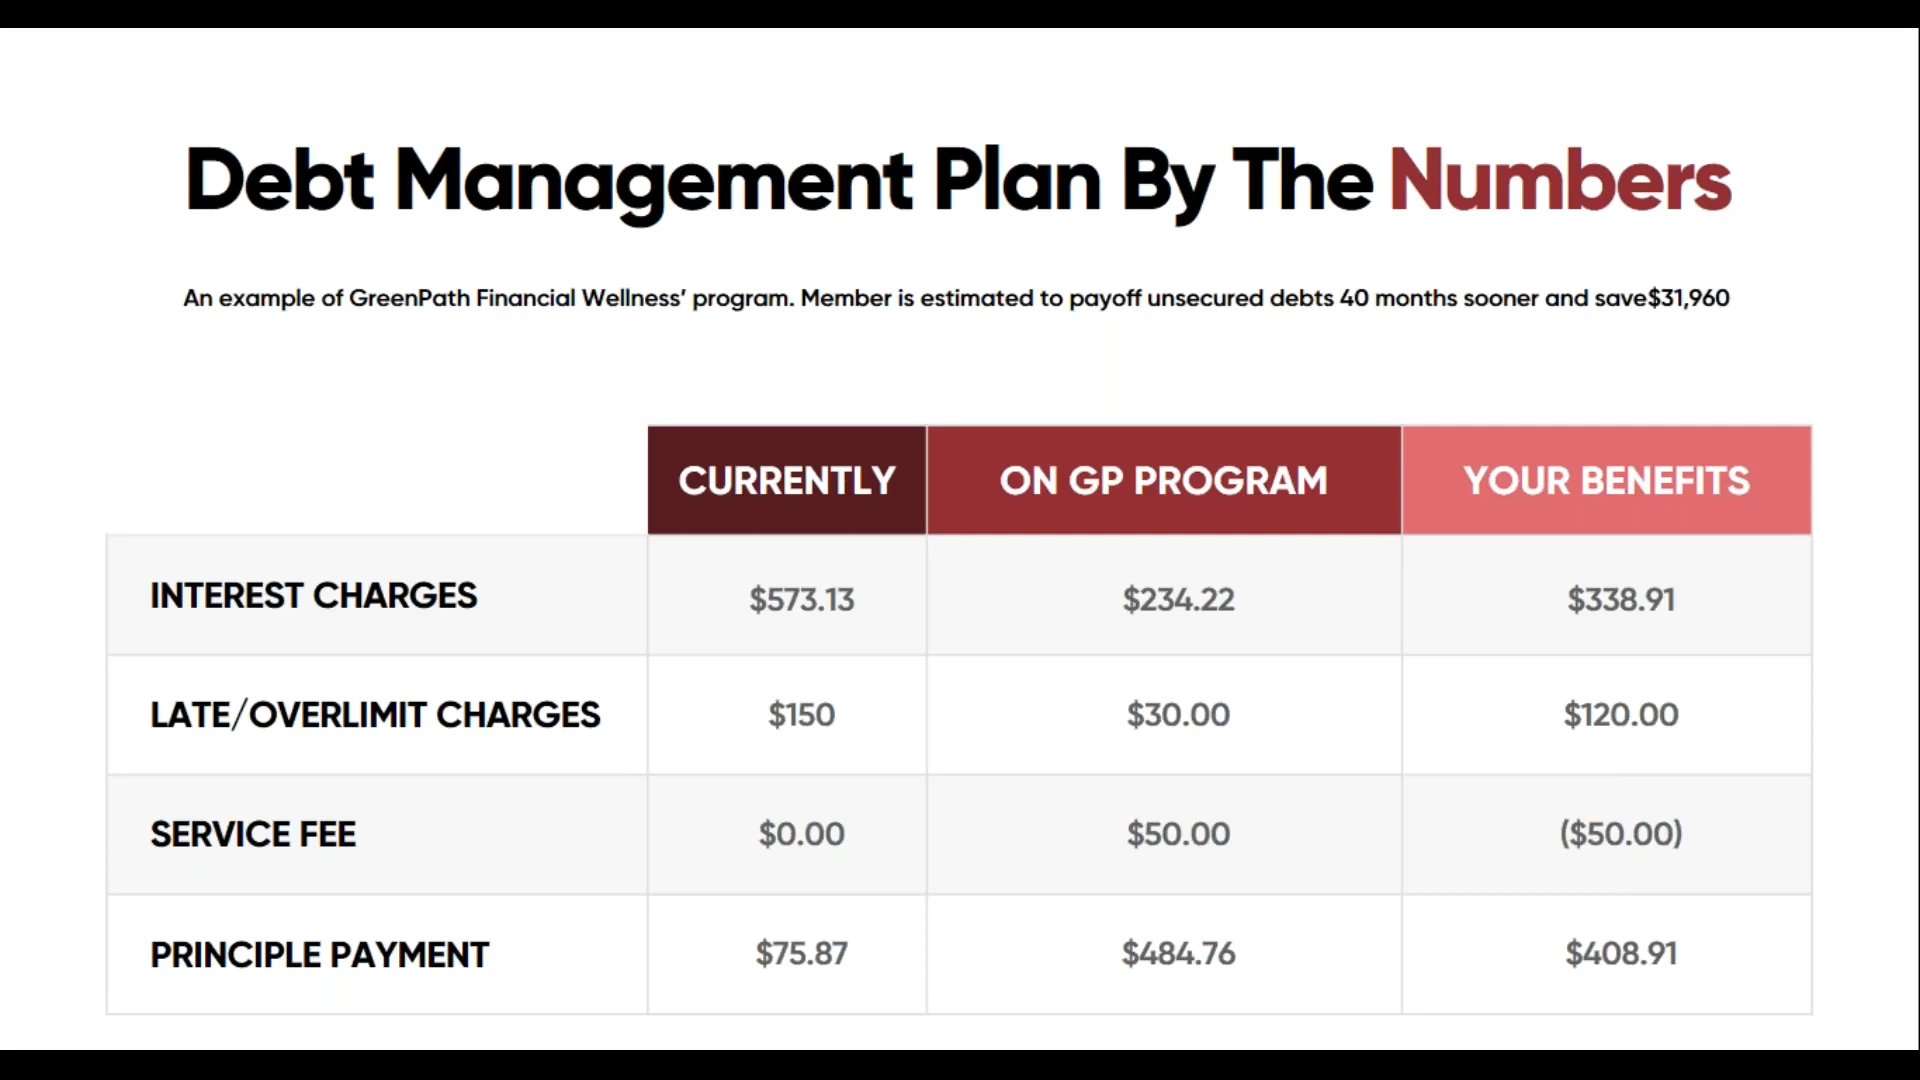 Debt Management Plan By The Numbers
An example of GreenPath Financial Wellness’ program. Member is estimated to payoff unsecured debts 40 months sooner and save$31,960
CURRENTLY ON GP PROGRAM YOUR BENEFITS
INTEREST CHARGES $573.13 $234.22 $338.91
LATE/OVERLIMIT CHARGES $150 $30.00 $120.00
SERVICE FEE $0.00 $50.00 ($50.00)
PRINCIPLE PAYMENT $75.87 $484.76 $408.91